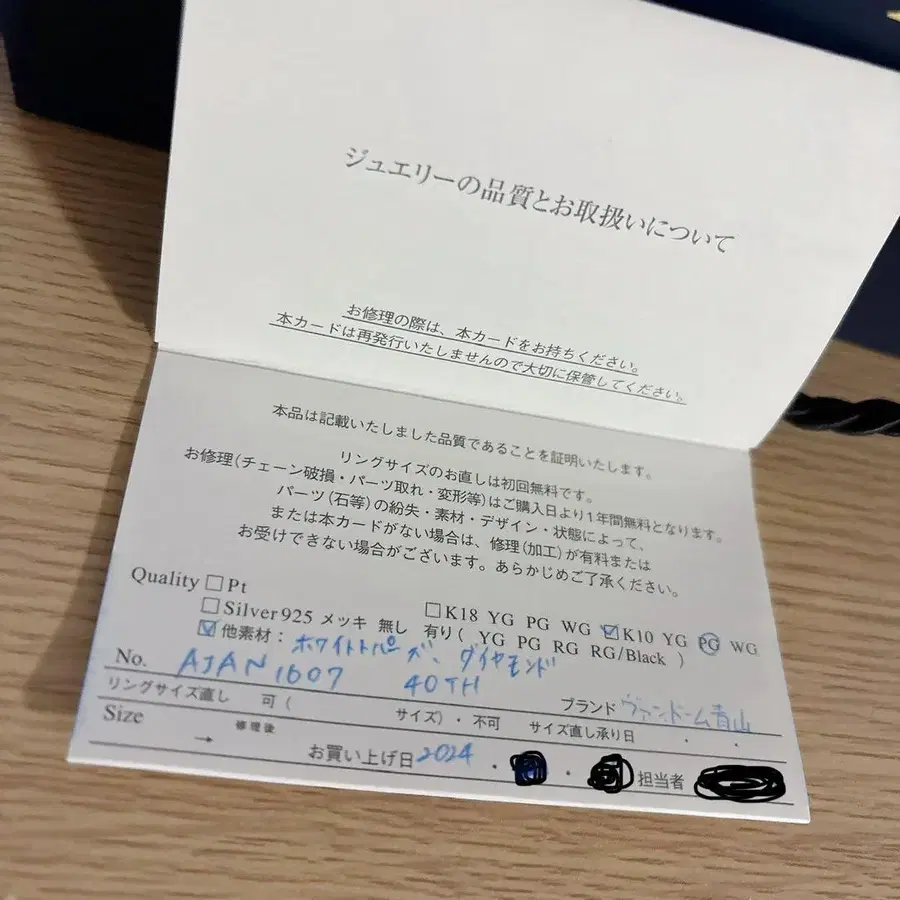 ジュエリーの品質とお取扱いについて
お修理の際は、本カードをお持ちください。
本カードは再発行いたしませんので大切に保管してください。
本品は記載いたしました品質であることを証明いたします。
リングサイズのお直しは初回無料です。
お修理(チェーン破損・パーツ取れ・変形等)はご購入日より1年間無料となります。
パーツ(石等)の紛失・素材・デザイン・状態によって、
または本カードがない場合は、修理(加工)が有料または
お受けできない場合がございます。あらかじめご了承ください。
Quality □Pt □K18 YG PG WG ☑K10 YG PG WG
□Silver925 メッキ 無し 有り( YG PG RG RG/Black )
☑他素材: ホワイトトパーズ、ダイヤモンド
No. AJAN1607 40TH ブランド ヴァンドーム青山
リングサイズ直し 可( サイズ)・不可 サイズ直し承り日 ・ ・
Size → 修理後
お買い上げ日 2024 ・ ・ 担当者